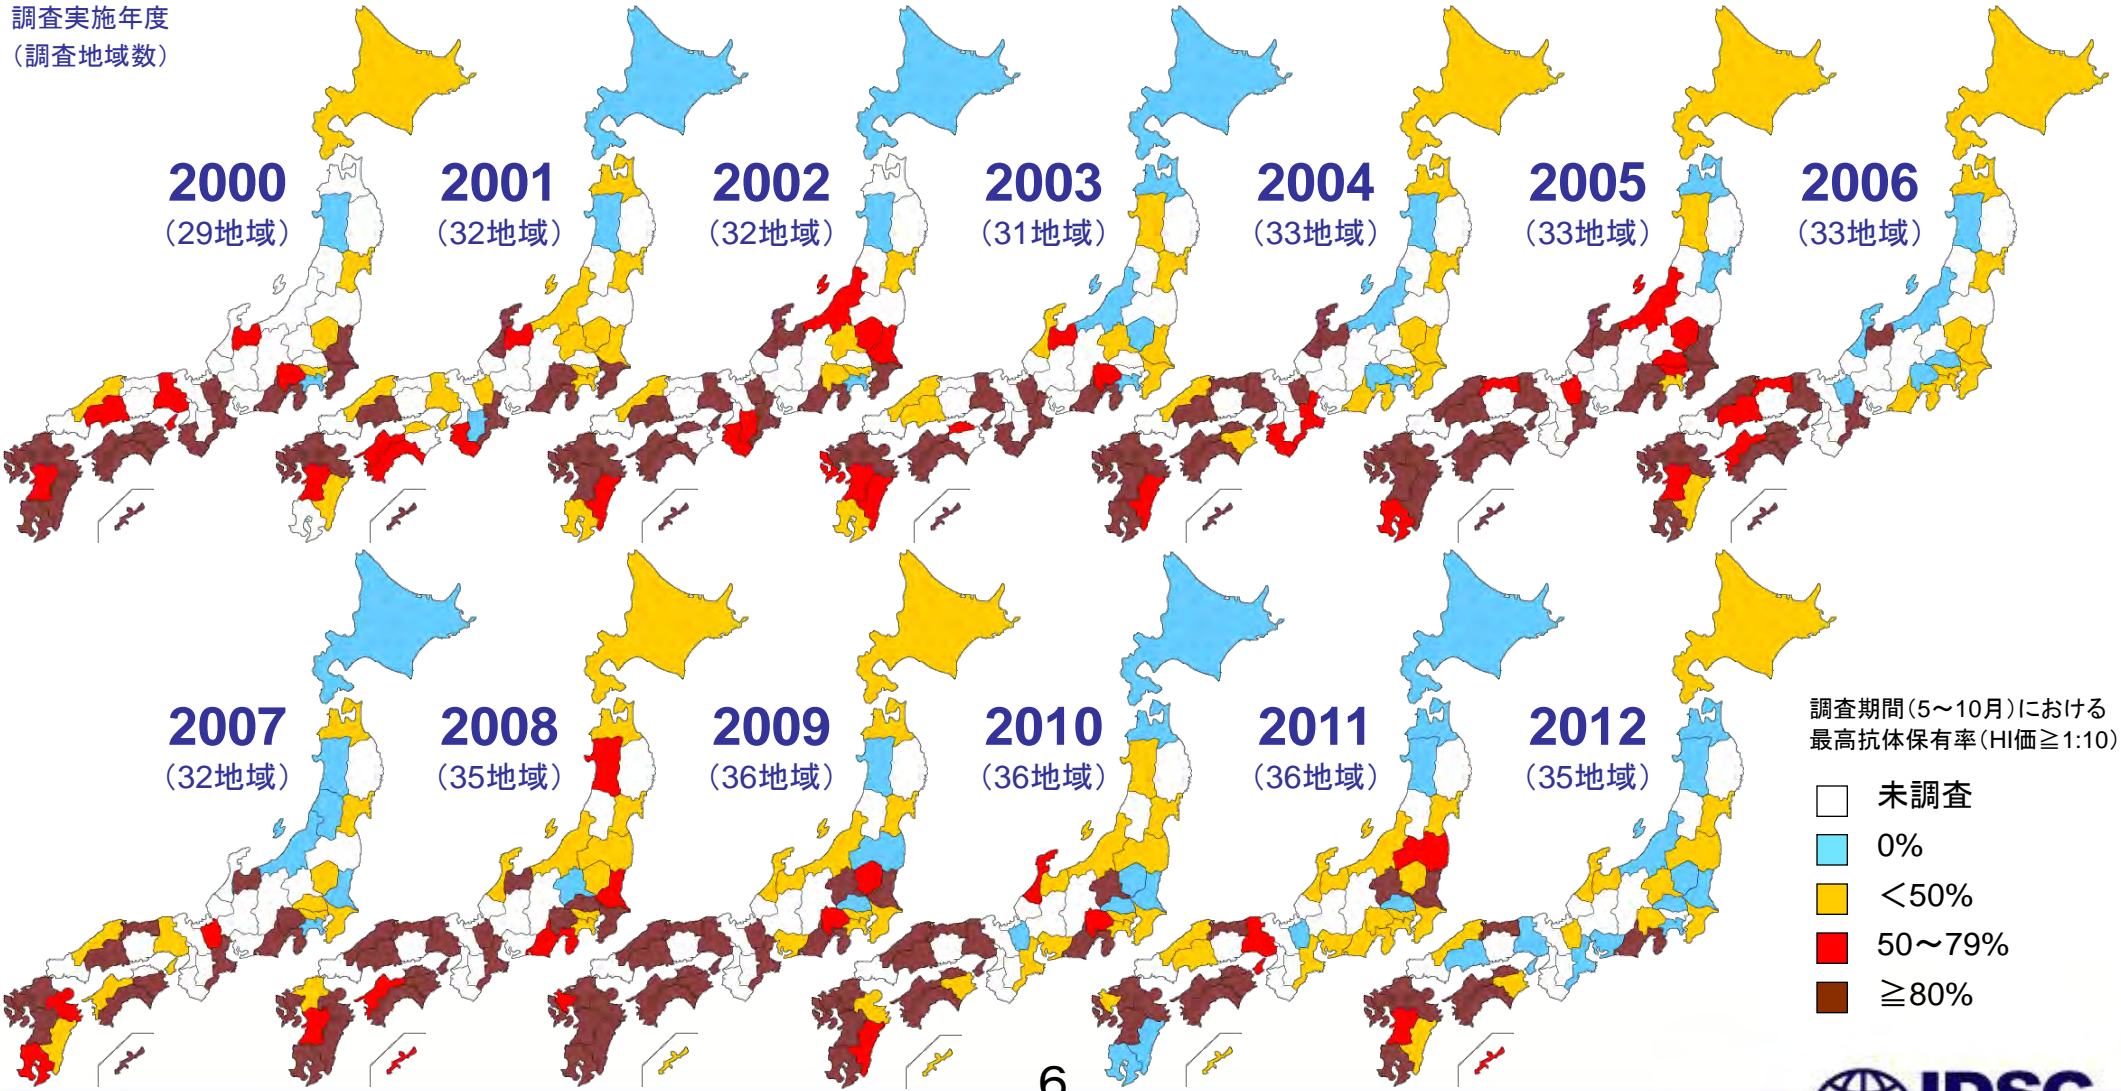 調査実施年度
（調査地域数）
2000
（29地域）
2001
（32地域）
2002
（32地域）
2003
（31地域）
2004
（33地域）
2005
（33地域）
2006
（33地域）
2007
（32地域）
2008
（35地域）
2009
（36地域）
2010
（36地域）
2011
（36地域）
2012
（35地域）
調査期間（5～10月）における
最高抗体保有率（HI価≧1:10）
未調査
0%
＜50%
50～79%
≧80%
6
IDSC